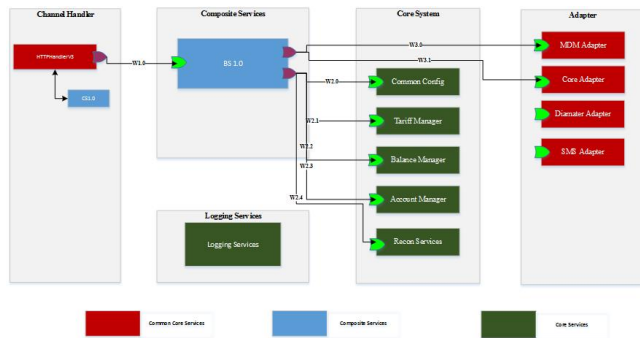 Channel Handler
Composite Services
Core System
Adapter
HTTPHandlerV3
W1.0
BS 1.0
W3.0
W3.1
MDM Adapter
CS1.0
W2.0
Common Config
Core Adapter
W2.1
Tariff Manager
Diamater Adapter
W2.2
W2.3
Balance Manager
SMS Adapter
W2.4
Account Manager
Logging Services
Logging Services
Recon Services
Common Core Services
Composite Services
Core Services